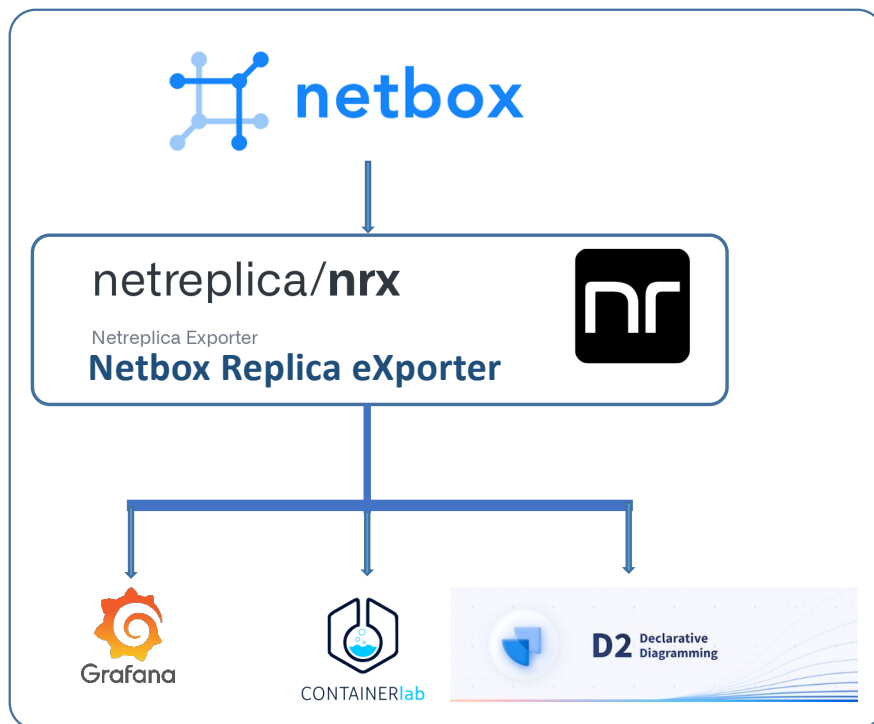 netbox
netreplica/nrx
nr
Netreplica Exporter
Netbox Replica eXporter
Grafana
CONTAINERlab
D2 Declarative
Diagramming